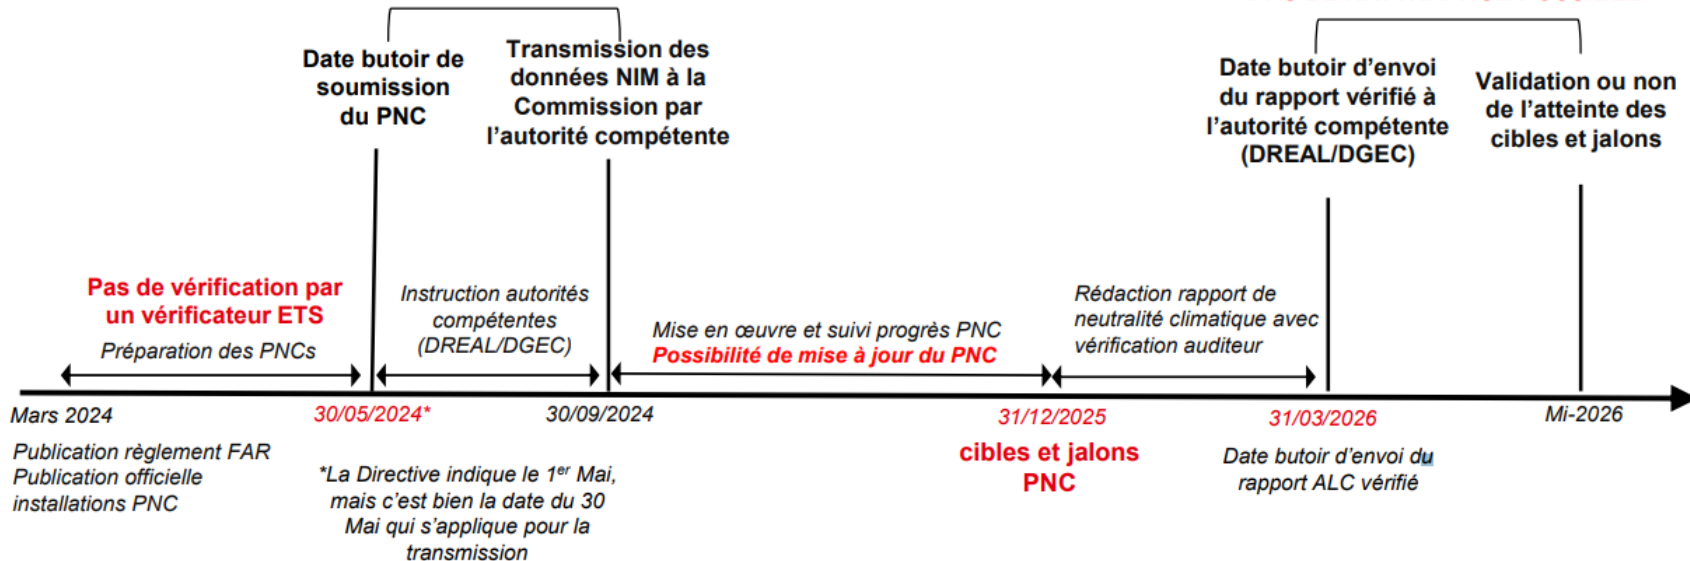 Date butoir de
soumission
du PNC
Transmission des
données NIM à la
Commission par
l'autorité compétente
Date butoir d'envoi
du rapport vérifié à
l'autorité compétente
(DREAL/DGEC)
Validation ou non
de l'atteinte des
cibles et jalons
Pas de vérification par
un vérificateur ETS
Préparation des PNCs
Instruction autorités
compétentes
(DREAL/DGEC)
Mise en œuvre et suivi progrès PNC
Possibilité de mise à jour du PNC
Rédaction rapport de
neutralité climatique avec
vérification auditeur
Mars 2024
30/05/2024*
30/09/2024
31/12/2025
31/03/2026
Mi-2026
Publication règlement FAR
Publication officielle
installations PNC
*La Directive indique le 1er Mai,
mais c'est bien la date du 30
Mai qui s'applique pour la
transmission
cibles et jalons
PNC
Date butoir d'envoi du
rapport ALC vérifié